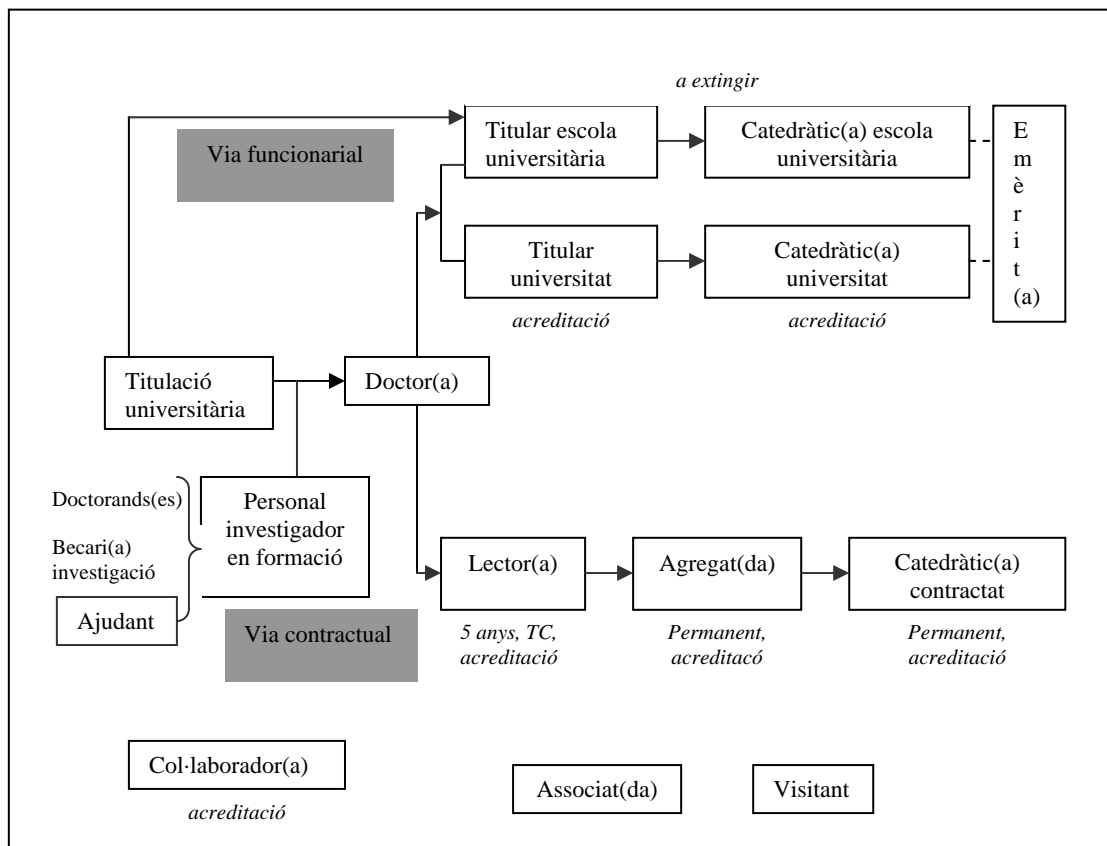 a extingir
Titular escola
universitària
Catedràtic(a) escola
universitària
E
m
è
r
i
t
(a)
Via funcionarial
Titular
universitat
Catedràtic(a)
universitat
acreditació
acreditació
Titulació
universitària
Doctor(a)
Doctorands(es)
Becari(a)
investigació
Ajudant
Personal
investigador
en formació
Via contractual
Lector(a)
Agregat(da)
Catedràtic(a)
contractat
5 anys, TC,
acreditació
Permanent,
acreditacó
Permanent,
acreditació
Col·laborador(a)
acreditació
Associat(da)
Visitant